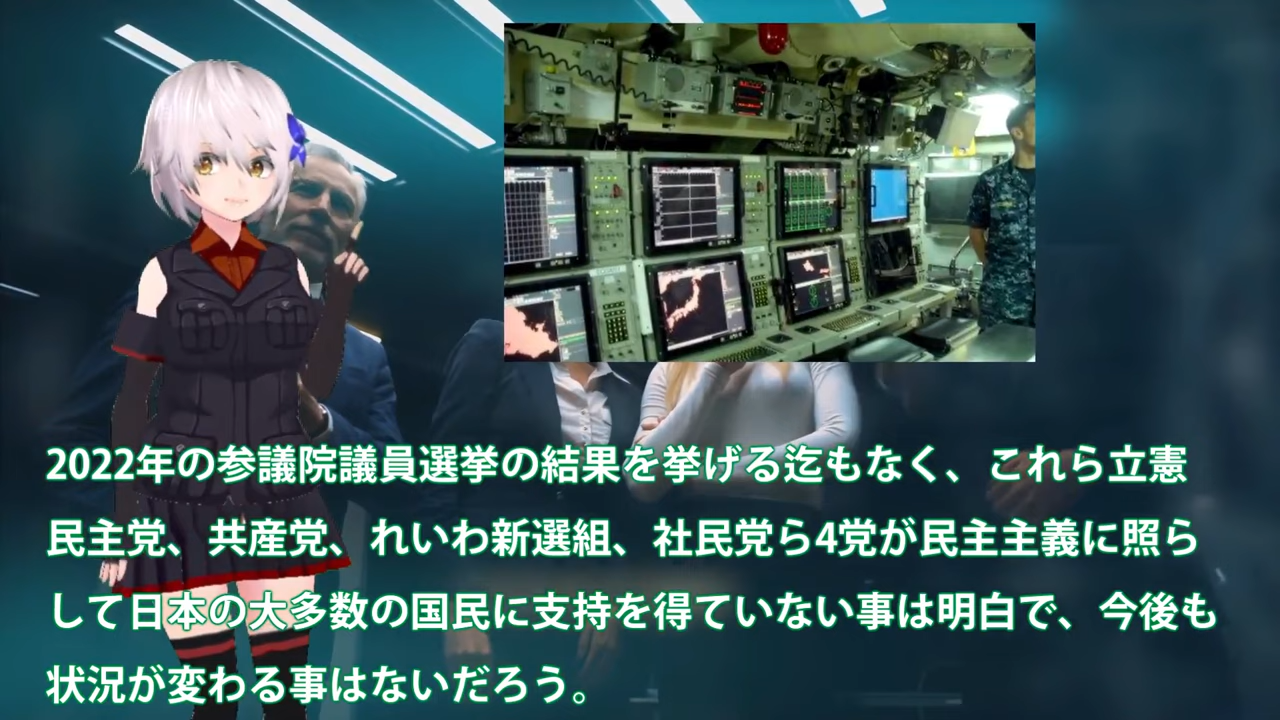 2022年の参議院議員選挙の結果を挙げる迄もなく、これら立憲
民主党、共産党、れいわ新選組、社民党ら4党が民主主義に照ら
して日本の大多数の国民に支持を得ていない事は明白で、今後も
状況が変わる事はないだろう。